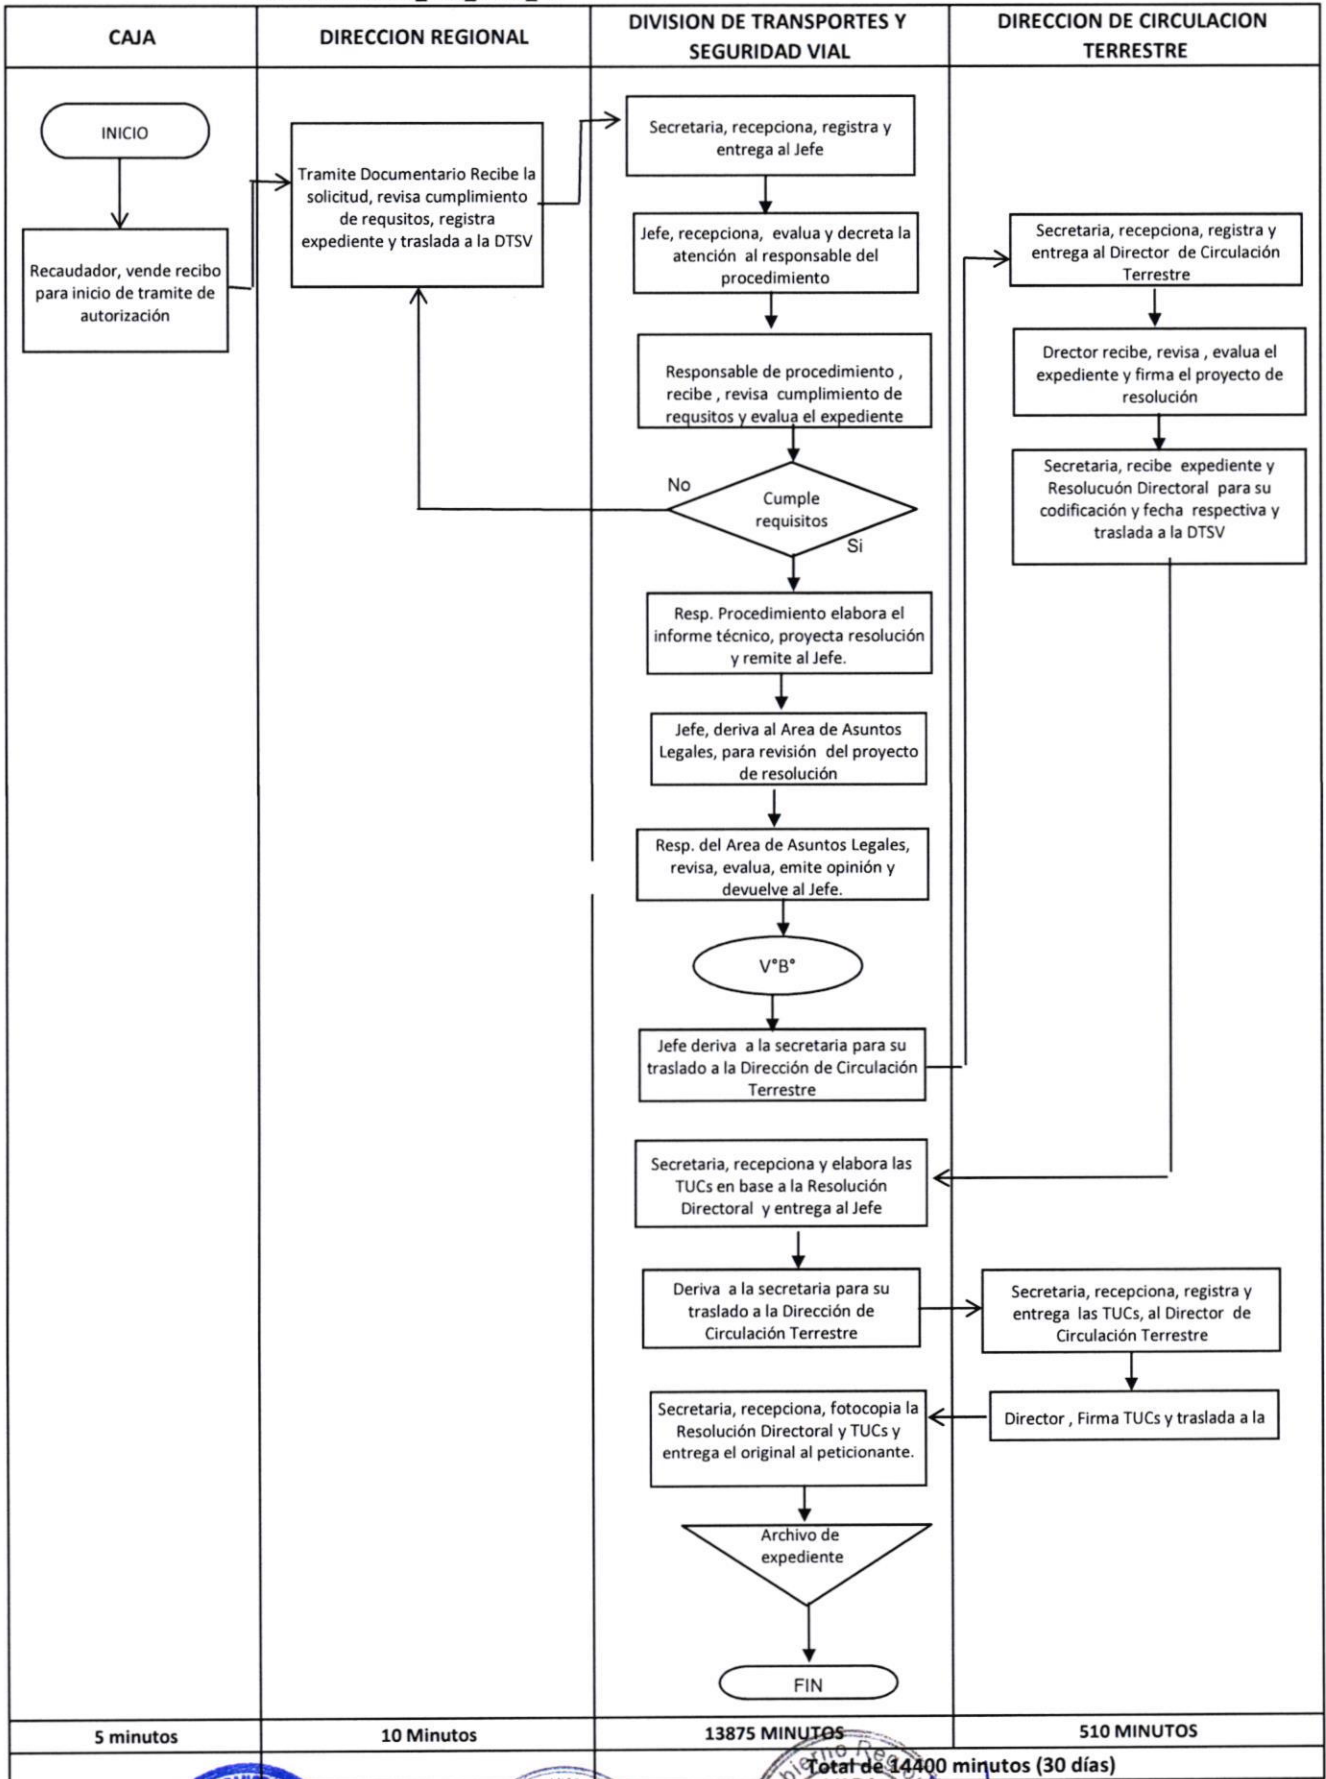 CAJA
DIRECCION REGIONAL
DIVISION DE TRANSPORTES Y
SEGURIDAD VIAL
DIRECCION DE CIRCULACION
TERRESTRE
INICIO
Recaudador, vende recibo
para inicio de tramite de
autorización
Tramite Documentario Recibe la
solicitud, revisa cumplimiento
de requsitos, registra
expediente y traslada a la DTSV
Secretaria, recepciona, registra y
entrega al Jefe
Jefe, recepciona, evalua y decreta la
atención al responsable del
procedimiento
Responsable de procedimiento ,
recibe , revisa cumplimiento de
requsitos y evalua el expediente
No
Cumple
requisitos
Si
Resp. Procedimiento elabora el
informe técnico, proyecta resolución
y remite al Jefe.
Jefe, deriva al Area de Asuntos
Legales, para revisión del proyecto
de resolución
Resp. del Area de Asuntos Legales,
revisa, evalua, emite opinión y
devuelve al Jefe.
V°B°
Jefe deriva a la secretaria para su
traslado a la Dirección de Circulación
Terrestre
Secretaria, recepciona, registra y
entrega al Director de Circulación
Terrestre
Drector recibe, revisa , evalua el
expediente y firma el proyecto de
resolución
Secretaria, recibe expediente y
Resolucuón Directoral para su
codificación y fecha respectiva y
traslada a la DTSV
Secretaria, recepciona y elabora las
TUCs en base a la Resolución
Directoral y entrega al Jefe
Deriva a la secretaria para su
traslado a la Dirección de
Circulación Terrestre
Secretaria, recepciona, registra y
entrega las TUCs, al Director de
Circulación Terrestre
Director , Firma TUCs y traslada a la
Secretaria, recepciona, fotocopia la
Resolución Directoral y TUCs y
entrega el original al peticionante.
Archivo de
expediente
FIN
5 minutos
10 Minutos
13875 MINUTOS
510 MINUTOS
Total de 14400 minutos (30 días)